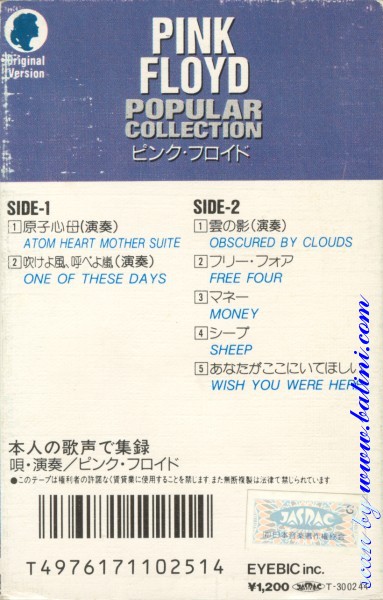 Original
Version
PINK
FLOYD
POPULAR
COLLECTION
ピンク・フロイド
SIDE-1
1 原子心母(演奏)
ATOM HEART MOTHER SUITE
2 吹けよ風、呼べよ嵐(演奏)
ONE OF THESE DAYS
SIDE-2
1 雲の影(演奏)
OBSCURED BY CLOUDS
2 フリー・フォア
FREE FOUR
3 マネー
MONEY
4 シープ
SHEEP
5 あなたがここにいてほしい
WISH YOU WERE HERE
本人の歌声で集録
唄・演奏/ピンク・フロイド
●このテープは権利者の許諾なく賃貸業に使用することを禁じます また無断複製は法律で禁じられています
JASRAC
T4976171102514
EYEBIC inc.
¥1,200 JASRAC T-300244
scan by www.batini.com